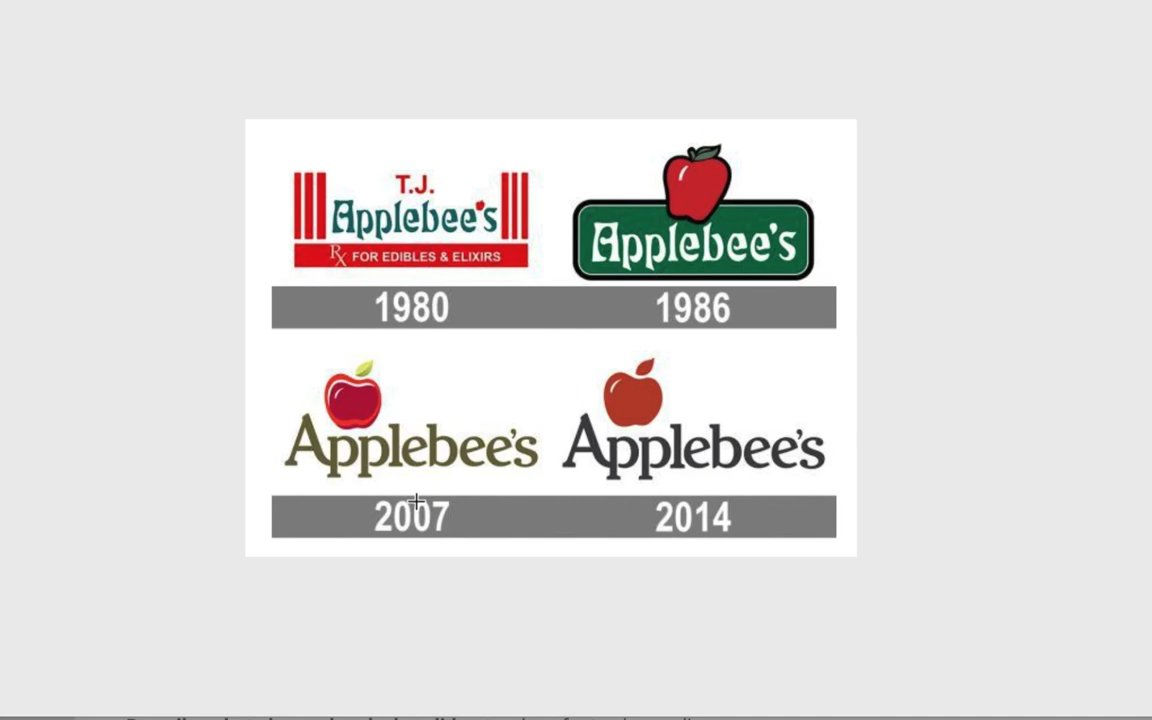 T.J.
Applebee's
Rx FOR EDIBLES & ELIXIRS
Applebee's
1980
1986
Applebee's
Applebee's
2007
2014